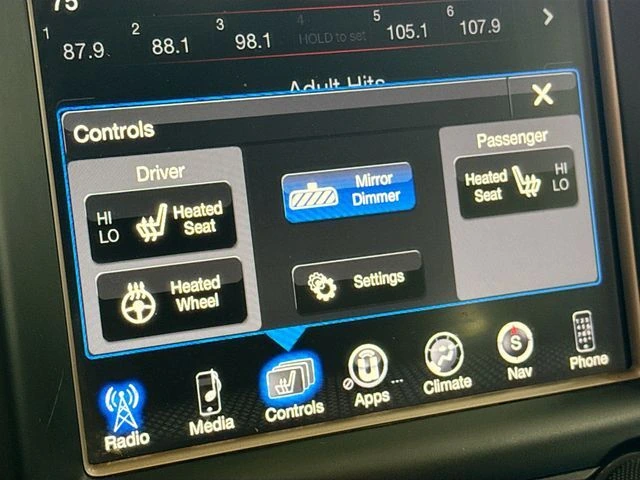 75
1 87.9 2 88.1 3 98.1 4 HOLD to set 5 105.1 6 107.9
Adult Hits
Controls
Driver
Passenger
HI
LO
Heated
Seat
Mirror
Dimmer
Heated
Seat
HI
LO
Heated
Wheel
Settings
Radio
Media
Controls
Apps ...
Climate
S
Nav
Phone